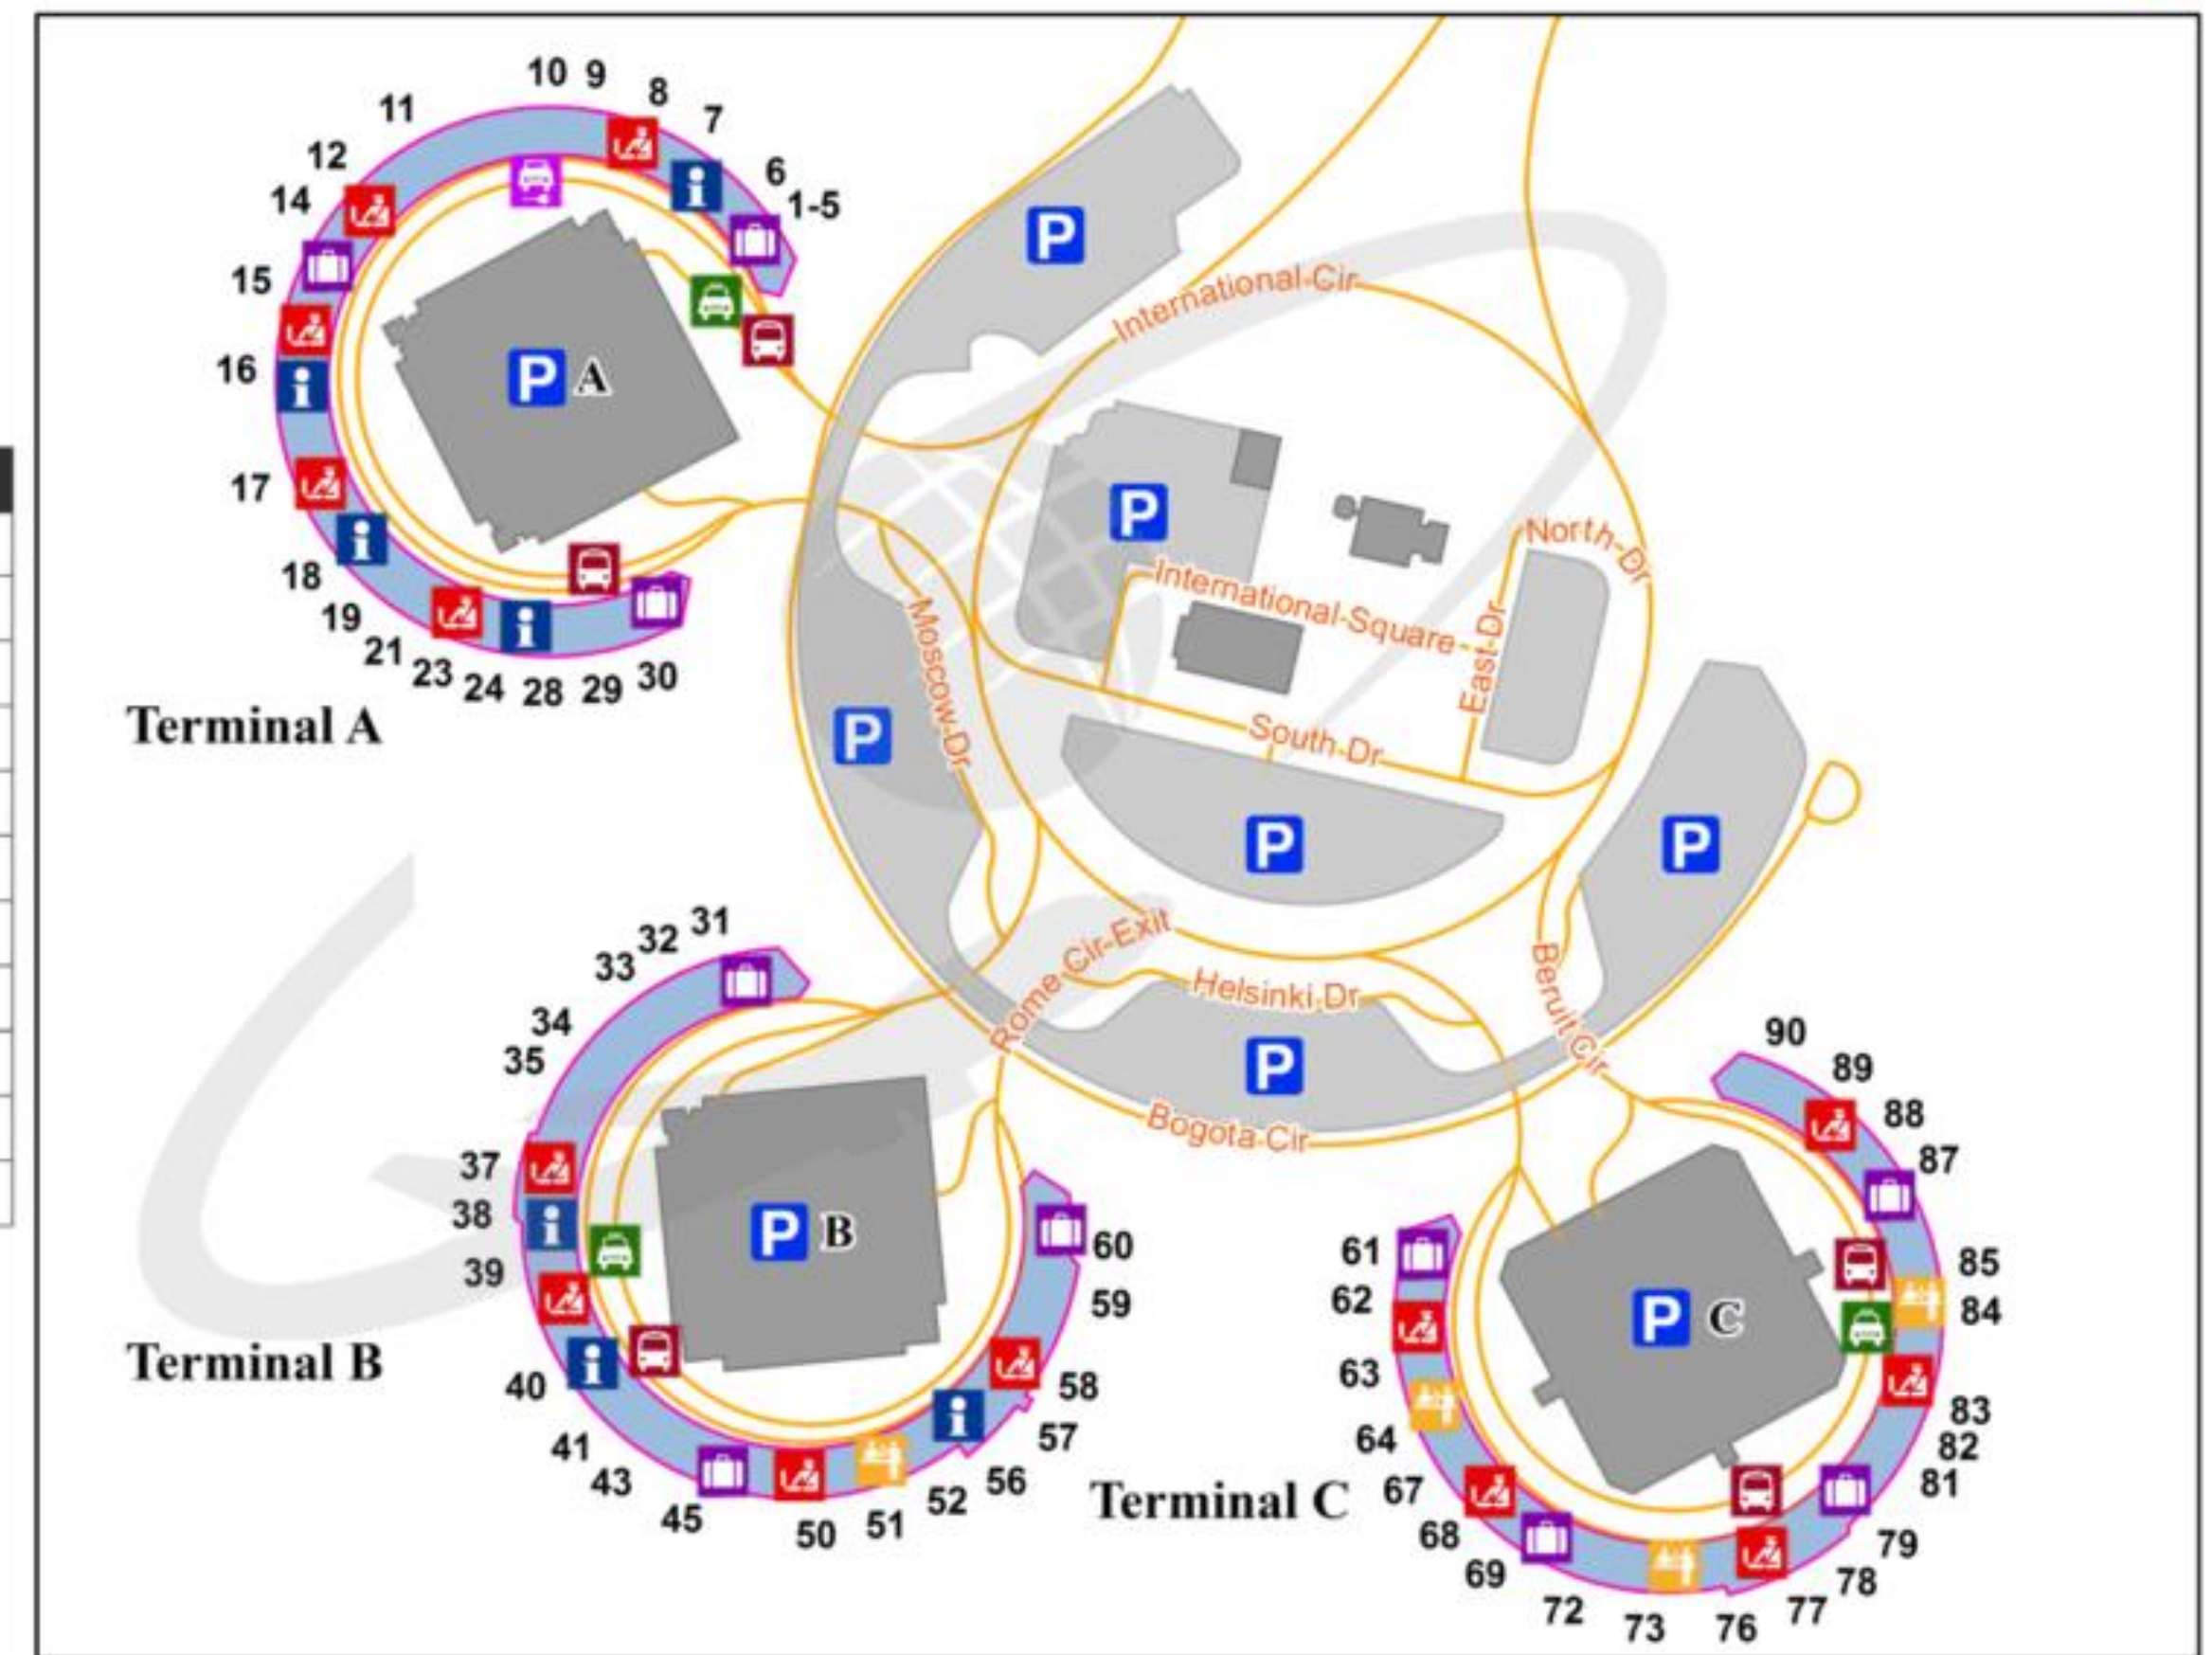 10 9
8
11
7
12
6
14
1-5
15
16
P A
17
18
19
21
23 24 28 29 30
Terminal A
P
International Cir
P
North-Dr
International-Square
East-Dr
Moscow-Dr
South-Dr
P
P
P
31
32
33
34
35
Rome Cir-Exit
Helsinki-Dr
Beruit Cir
P
Bogota-Cir
37
38
P B
39
60
59
Terminal B
40
58
57
41
43
45
50 51 52 56
Terminal C
90
89
88
87
61
85
62
P C
84
63
83
64
82
67
81
68
79
69
78
72 73 76 77